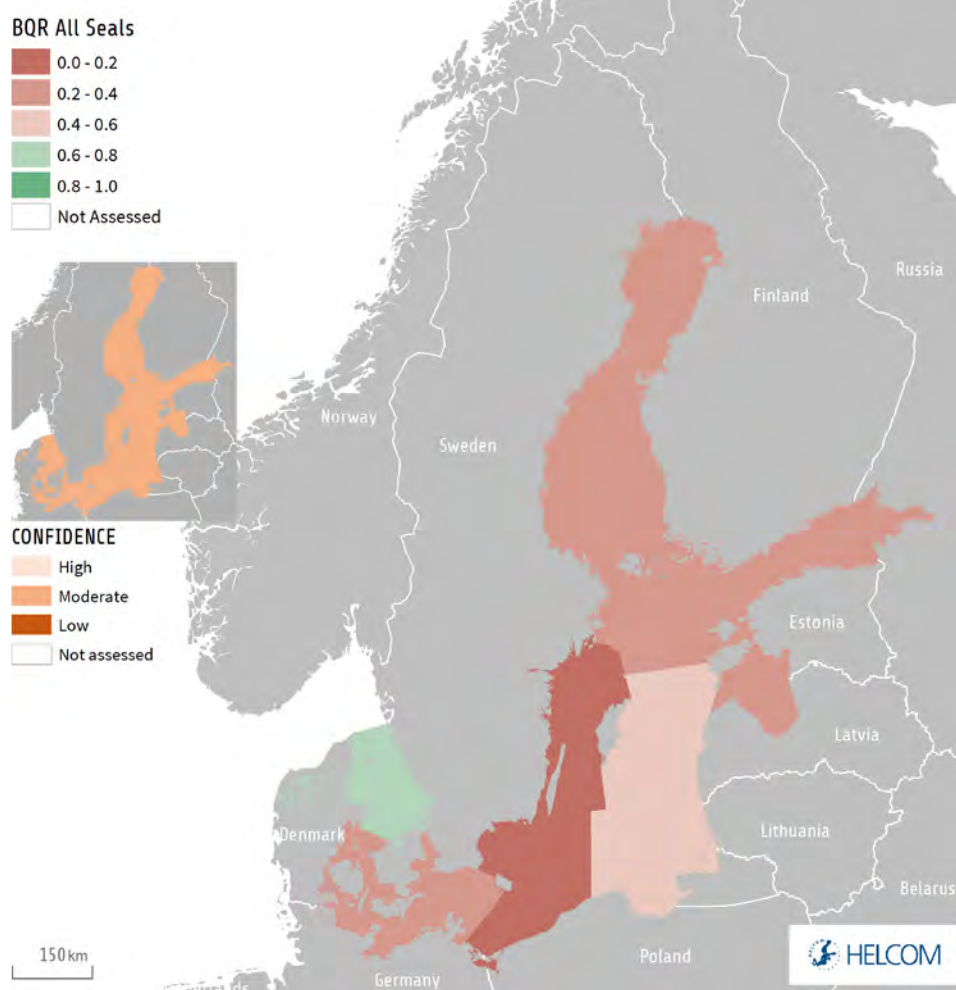 BQR All Seals
0.0 - 0.2
0.2 - 0.4
0.4 - 0.6
0.6 - 0.8
0.8 - 1.0
Not Assessed
Russia
Finland
Norway
Sweden
CONFIDENCE
High
Moderate
Low
Not assessed
Estonia
Latvia
Denmark
Lithuania
Belarus
150 km
Poland
HELCOM
Germany